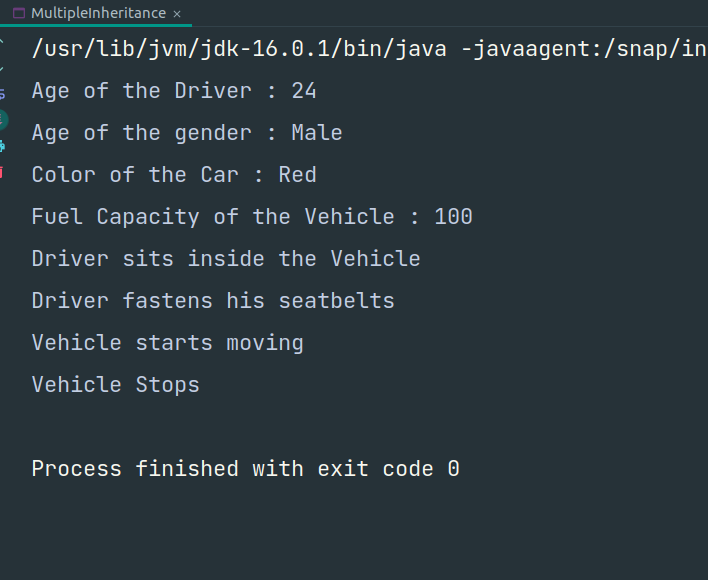 MultipleInheritance ×
/usr/lib/jvm/jdk-16.0.1/bin/java -javaagent:/snap/in
Age of the Driver : 24
Age of the gender : Male
Color of the Car : Red
Fuel Capacity of the Vehicle : 100
Driver sits inside the Vehicle
Driver fastens his seatbelts
Vehicle starts moving
Vehicle Stops
Process finished with exit code 0